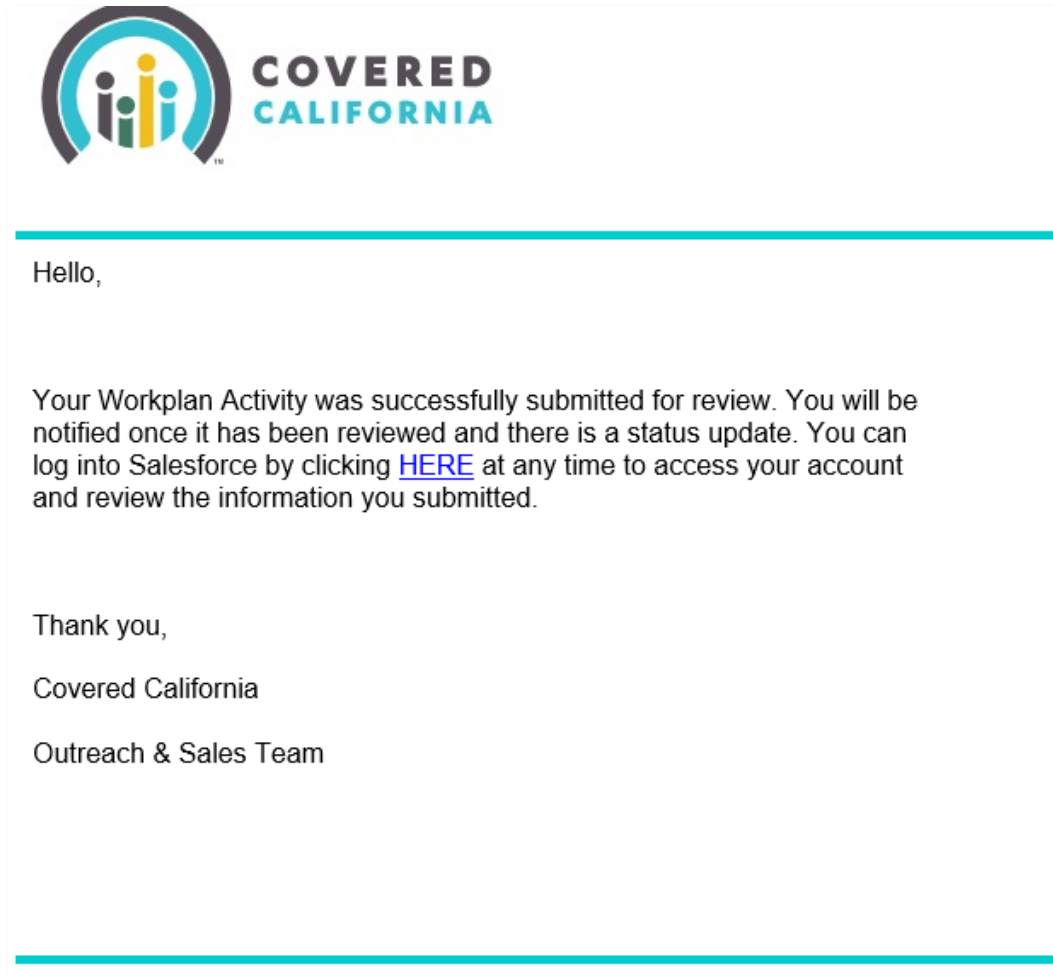 COVERED
CALIFORNIA
TM
Hello,
Your Workplan Activity was successfully submitted for review. You will be
notified once it has been reviewed and there is a status update. You can
log into Salesforce by clicking HERE at any time to access your account
and review the information you submitted.
Thank you,
Covered California
Outreach & Sales Team